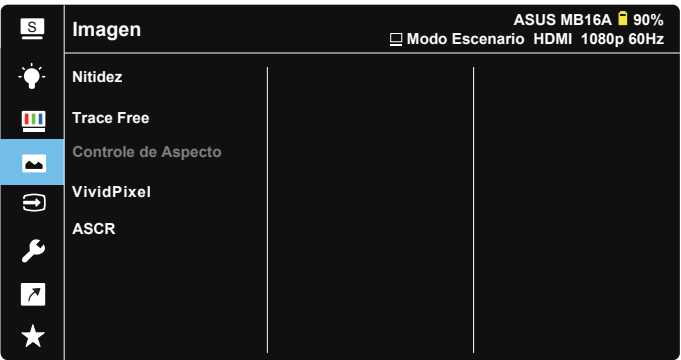 S
Imagen
ASUS MB16A 90%
Modo Escenario HDMI 1080p 60Hz
Nitidez
Trace Free
Controle de Aspecto
VividPixel
ASCR